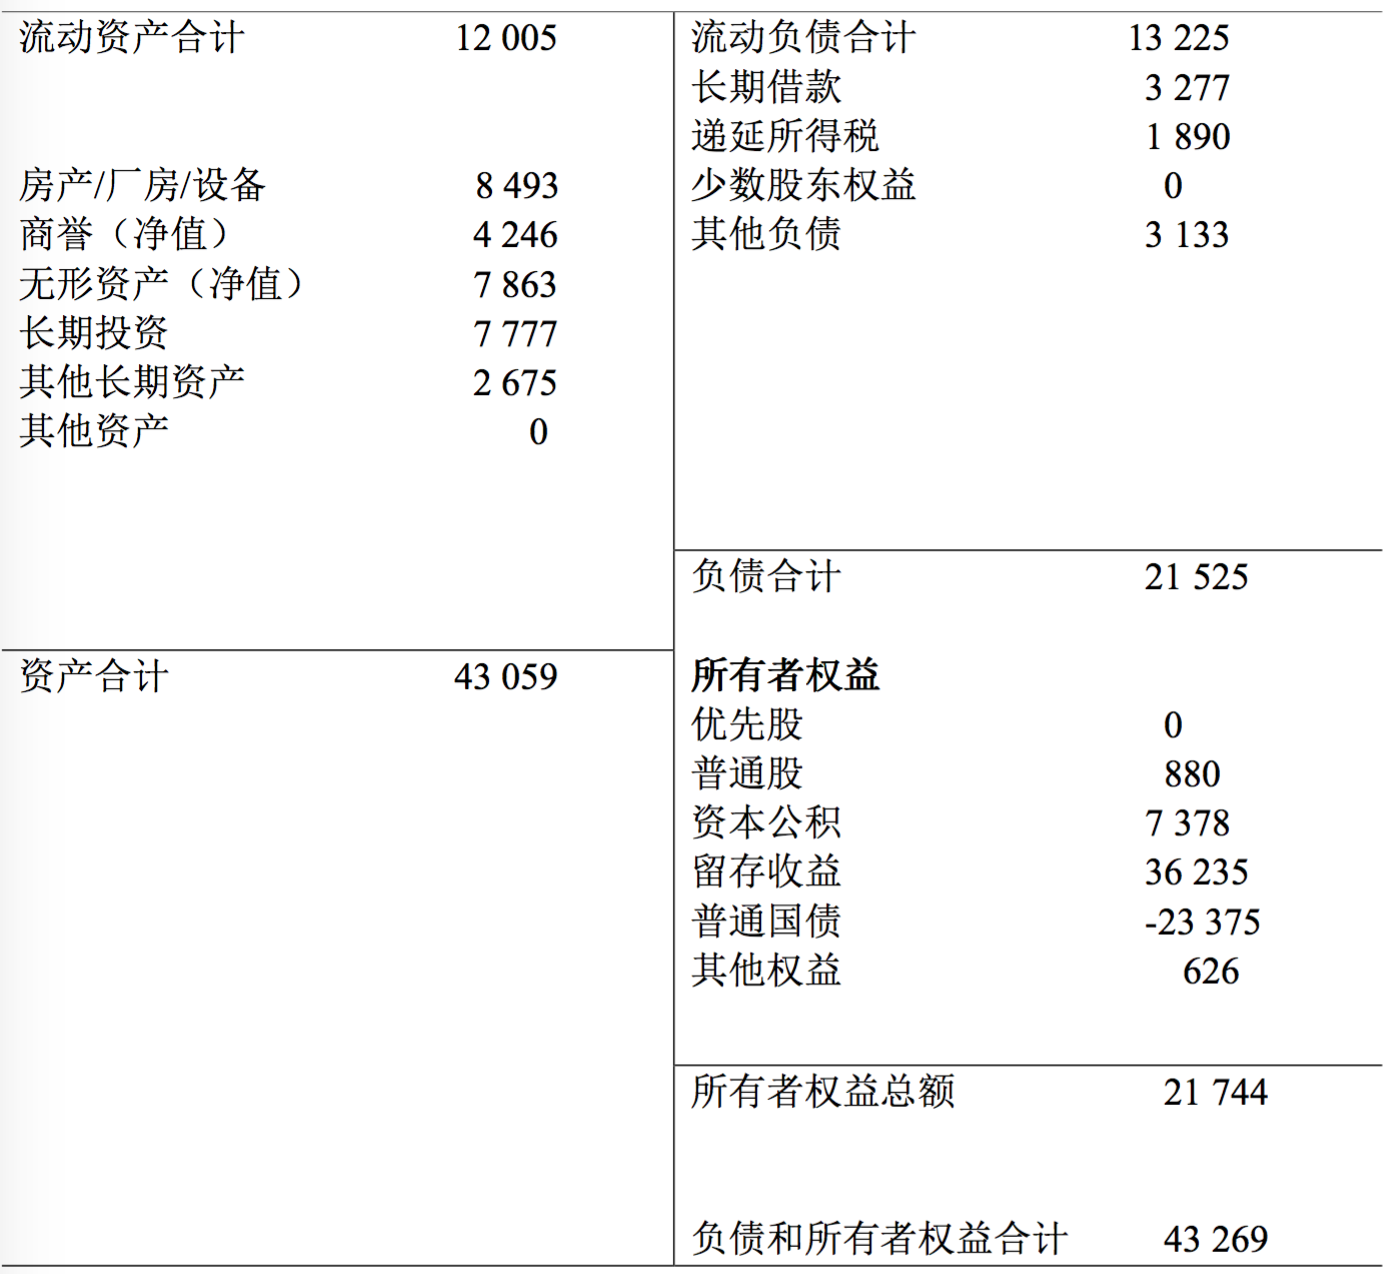 流动资产合计 12 005
房产/厂房/设备 8 493
商誉（净值） 4 246
无形资产（净值） 7 863
长期投资 7 777
其他长期资产 2 675
其他资产 0
资产合计 43 059
流动负债合计 13 225
长期借款 3 277
递延所得税 1 890
少数股东权益 0
其他负债 3 133
负债合计 21 525
所有者权益
优先股 0
普通股 880
资本公积 7 378
留存收益 36 235
普通国债 -23 375
其他权益 626
所有者权益总额 21 744
负债和所有者权益合计 43 269